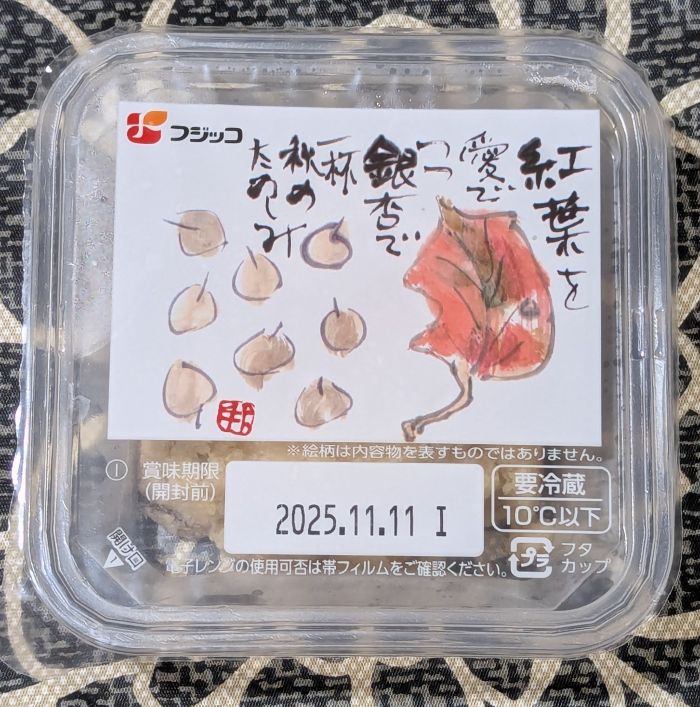 フジッコ
紅葉を
愛で
つつ
銀杏で
一杯
秋の
たのしみ
※絵柄は内容物を表すものではありません。
① 賞味期限
(開封前)
2025.11.11 I
要冷蔵
10℃以下
開け口
電子レンジの使用可否は帯フィルムをご確認ください。
プラ
フタ
カップ